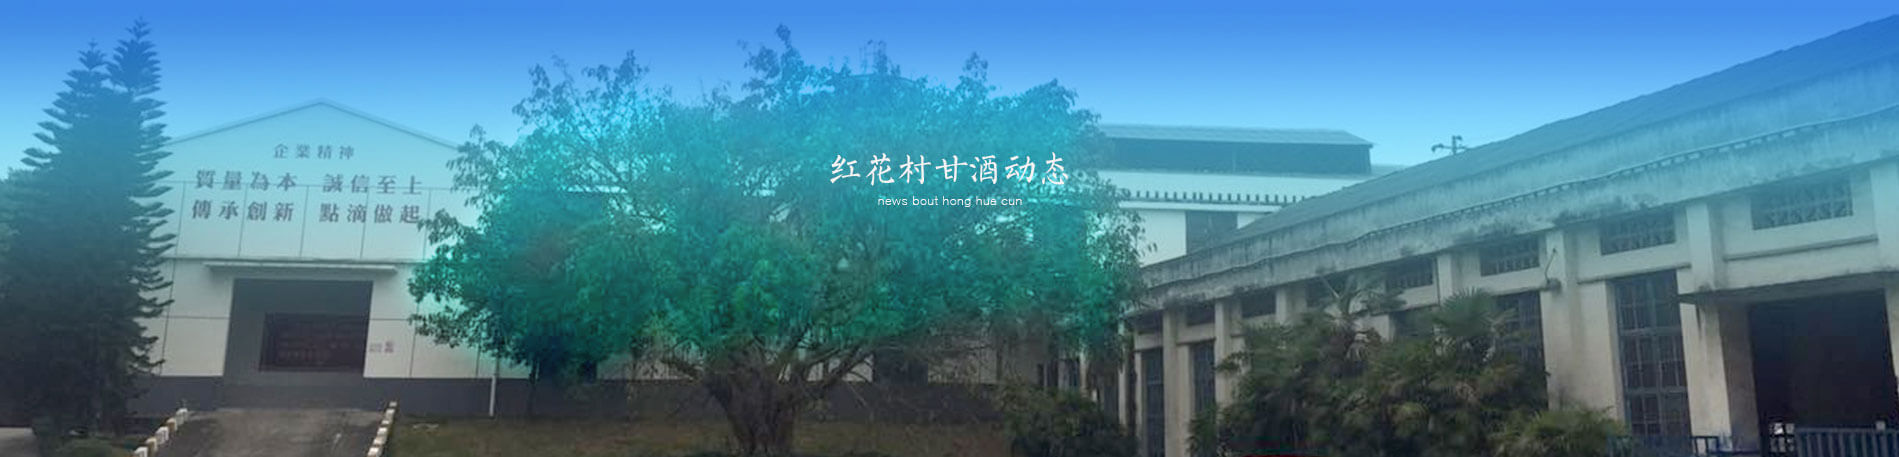 企業精神
質量為本 誠信至上
傳承創新 點滴做起
红花村甘酒动态
news bout hong hua cun